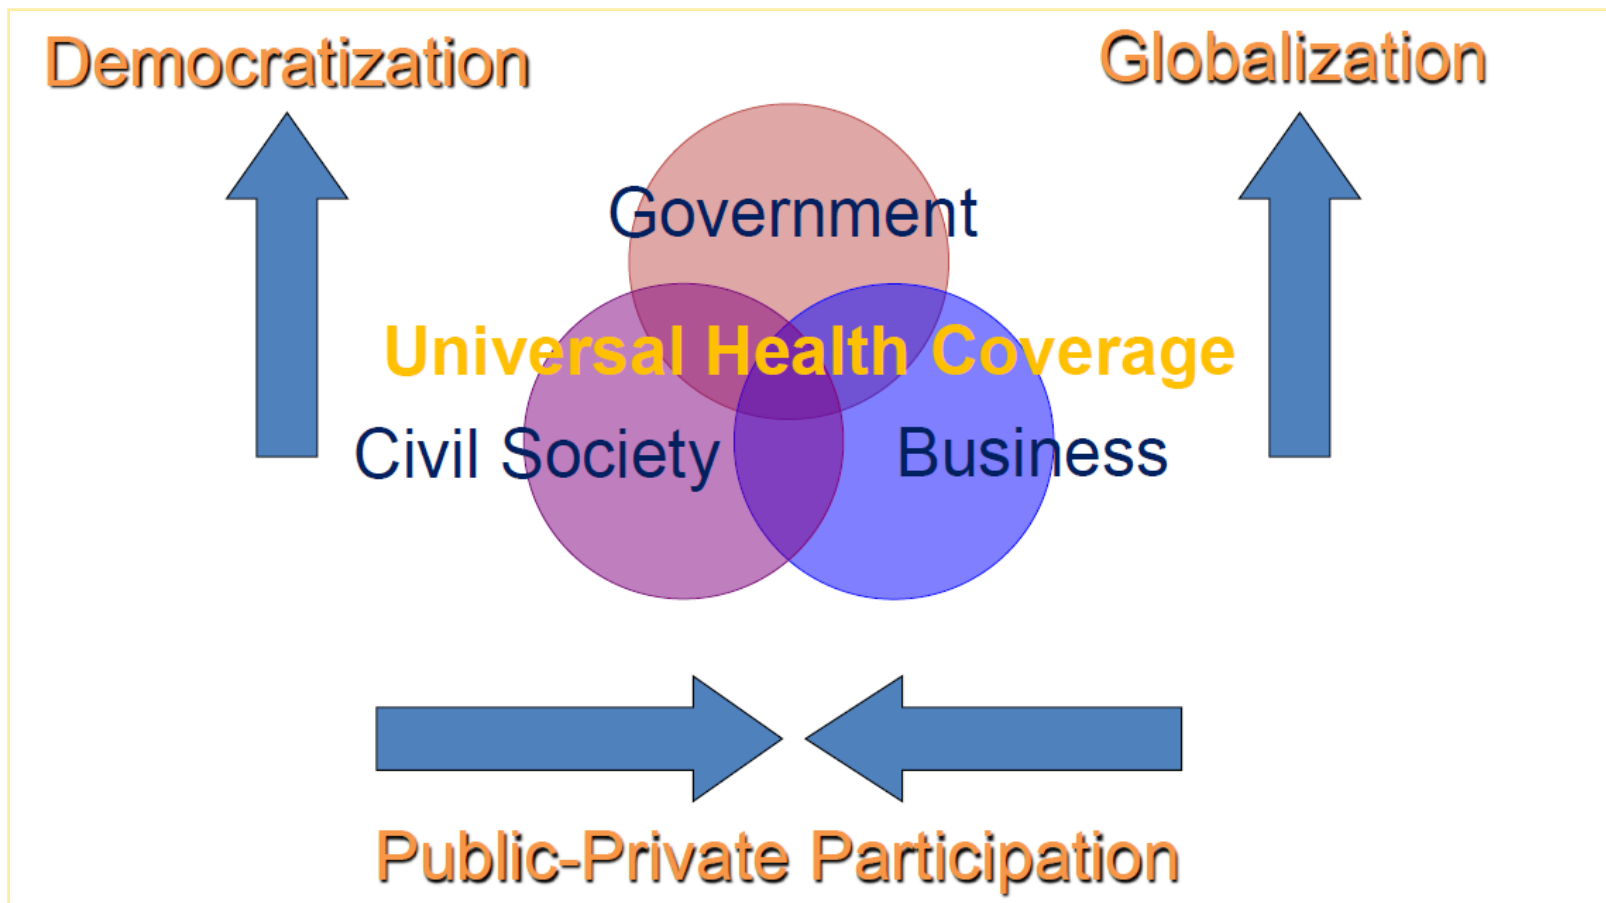 Democratization
Globalization
Government
Universal Health Coverage
Civil Society
Business
Public-Private Participation